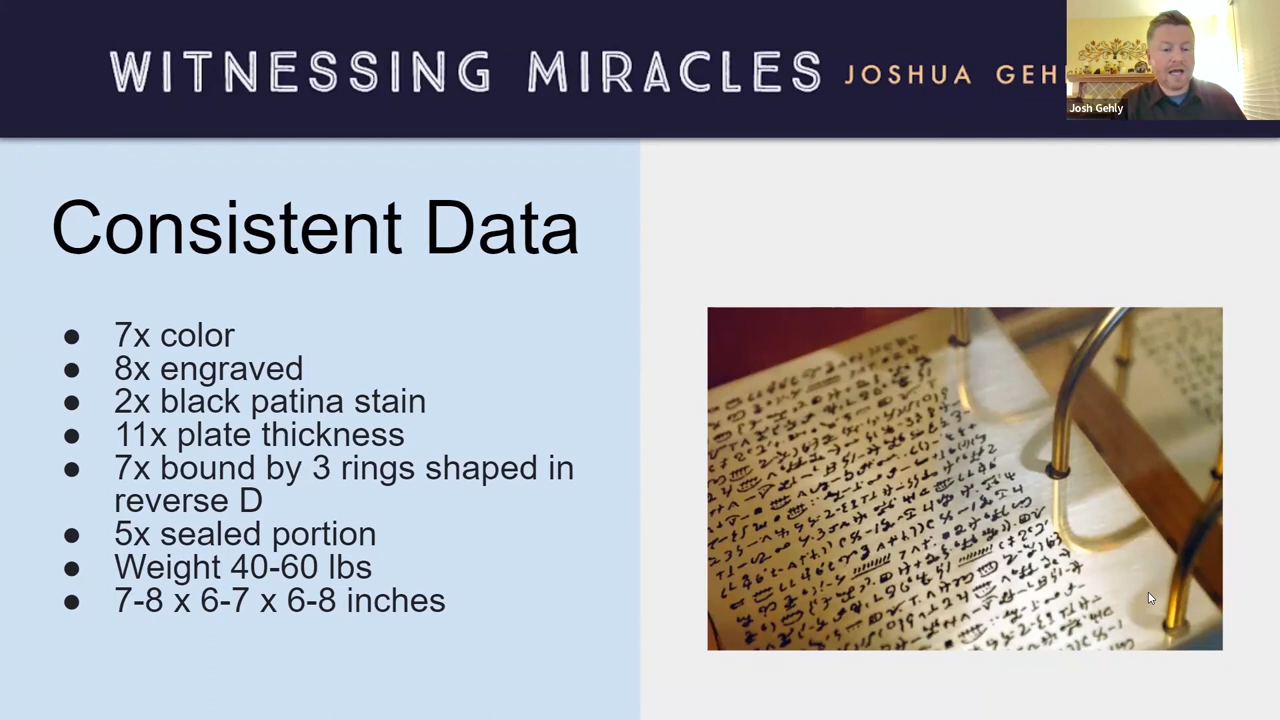 WITNESSING MIRACLES JOSHUA GEH
Josh Gehly
Consistent Data
● 7x color
● 8x engraved
● 2x black patina stain
● 11x plate thickness
● 7x bound by 3 rings shaped in
reverse D
● 5x sealed portion
● Weight 40-60 lbs
● 7-8 x 6-7 x 6-8 inches